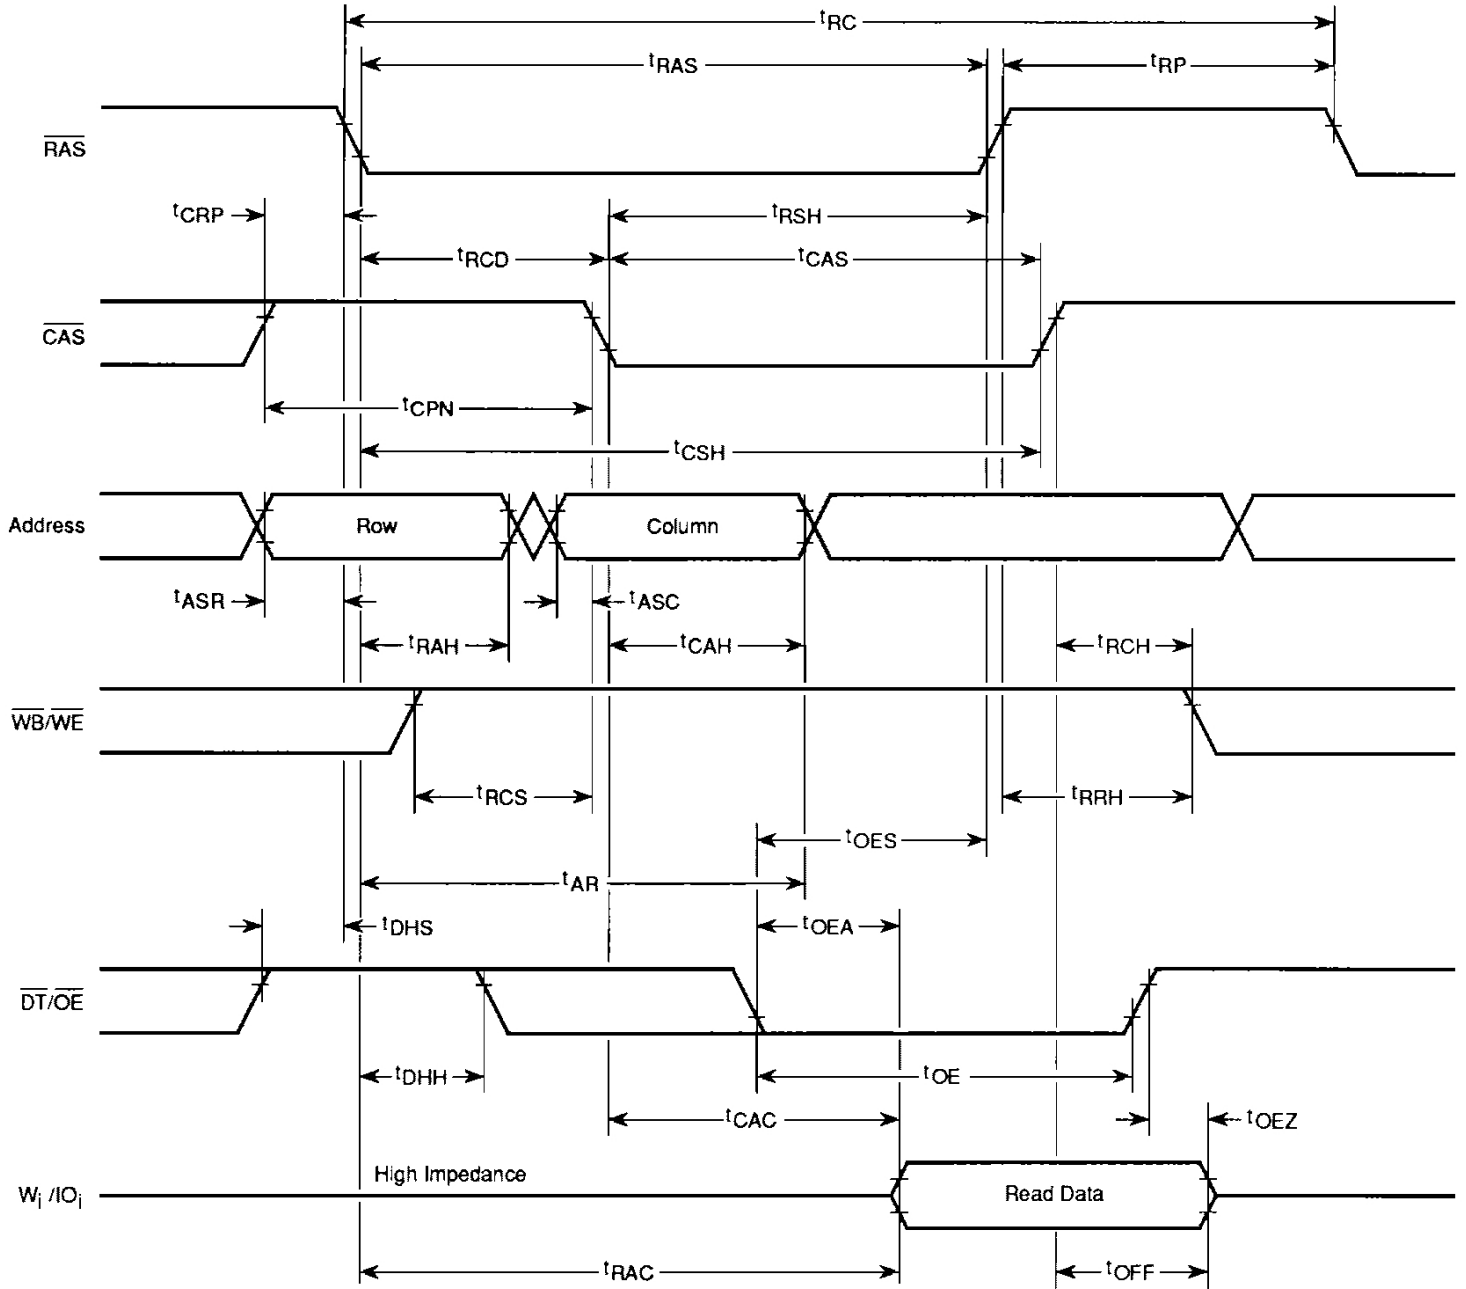 tRC
tRAS
tRP
RAS
tCRP
tRSH
tRCD
tCAS
CAS
tCPN
tCSH
Address
Row
Column
tASR
tASC
tRAH
tCAH
tRCH
WB/WE
tRCS
tRRH
tOES
tAR
tDHS
tOEA
DT/OE
tDHH
tOE
tCAC
tOEZ
High Impedance
Wi/IOi
Read Data
tRAC
tOFF